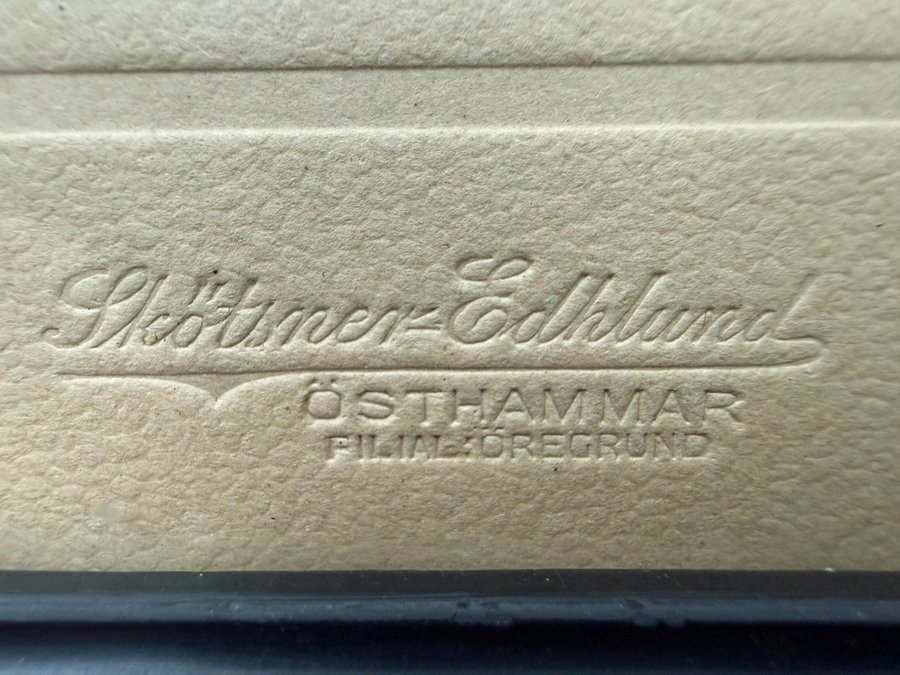 Skötsner-Edhlund
ÖSTHAMMAR
FILIAL: ÖREGRUND